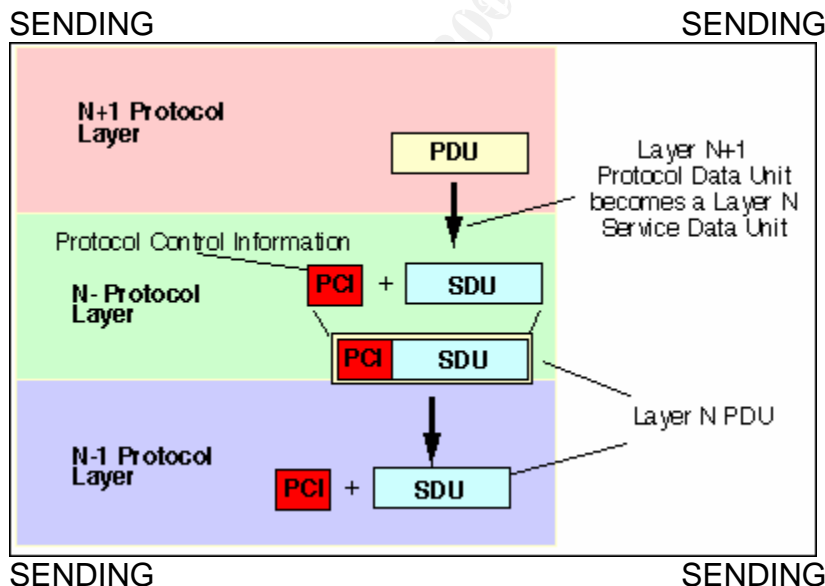 SENDING SENDING
N+1 Protocol
Layer
PDU
Layer N+1
Protocol Data Unit
becomes a Layer N
Service Data Unit
Protocol Control Information
PCI + SDU
N- Protocol
Layer
PCI SDU
Layer N PDU
N-1 Protocol
Layer
PCI + SDU
SENDING SENDING